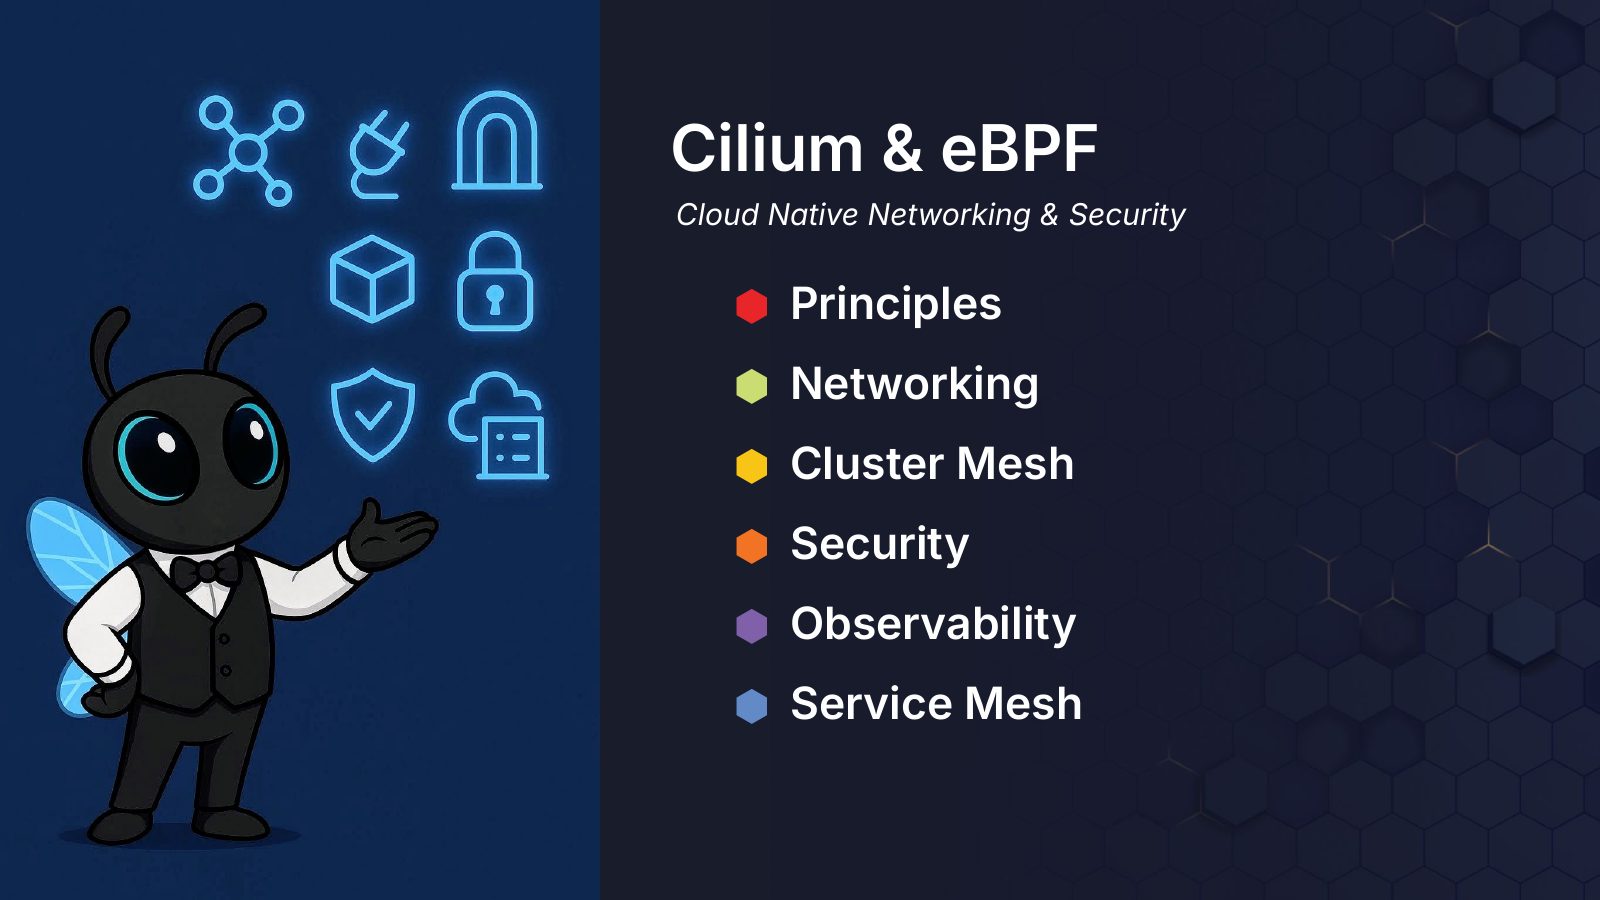 Cilium & eBPF
Cloud Native Networking & Security
Principles
Networking
Cluster Mesh
Security
Observability
Service Mesh